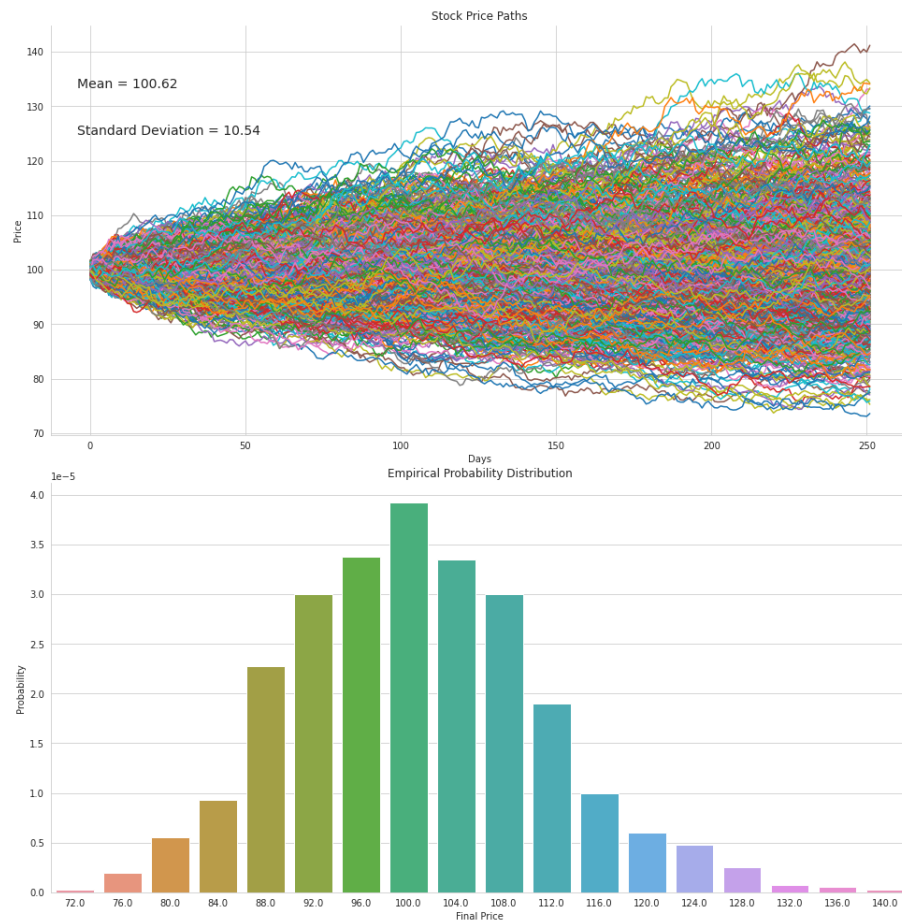 Stock Price Paths
140
130
120
110
100
90
80
70
Price
Mean = 100.62
Standard Deviation = 10.54
0 50 100 150 200 250
Days
Empirical Probability Distribution
1e−5
4.0
3.5
3.0
2.5
2.0
1.5
1.0
0.5
0.0
Probability
72.0 76.0 80.0 84.0 88.0 92.0 96.0 100.0 104.0 108.0 112.0 116.0 120.0 124.0 128.0 132.0 136.0 140.0
Final Price